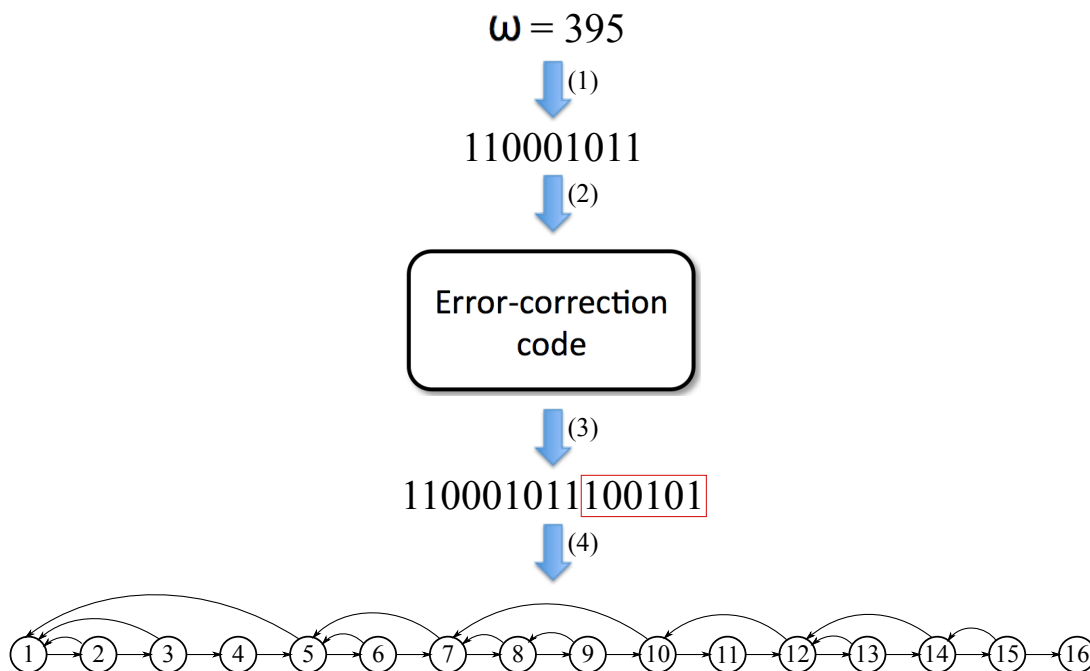 ω = 395
(1)
110001011
(2)
Error-correction
code
(3)
110001011100101
(4)
1 2 3 4 5 6 7 8 9 10 11 12 13 14 15 16